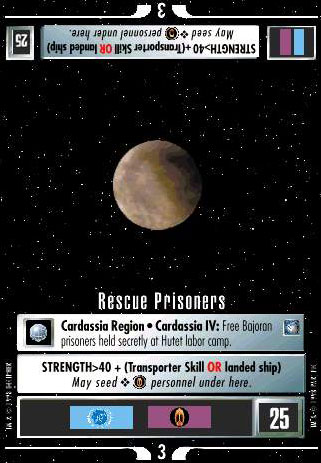 3
STRENGTH>40 + (Transporter Skill OR landed ship)
May seed ❖ personnel under here.
25
Rescue Prisoners
Cardassia Region • Cardassia IV: Free Bajoran
prisoners held secretly at Hutet labor camp.
STRENGTH>40 + (Transporter Skill OR landed ship)
May seed ❖ personnel under here.
25
3